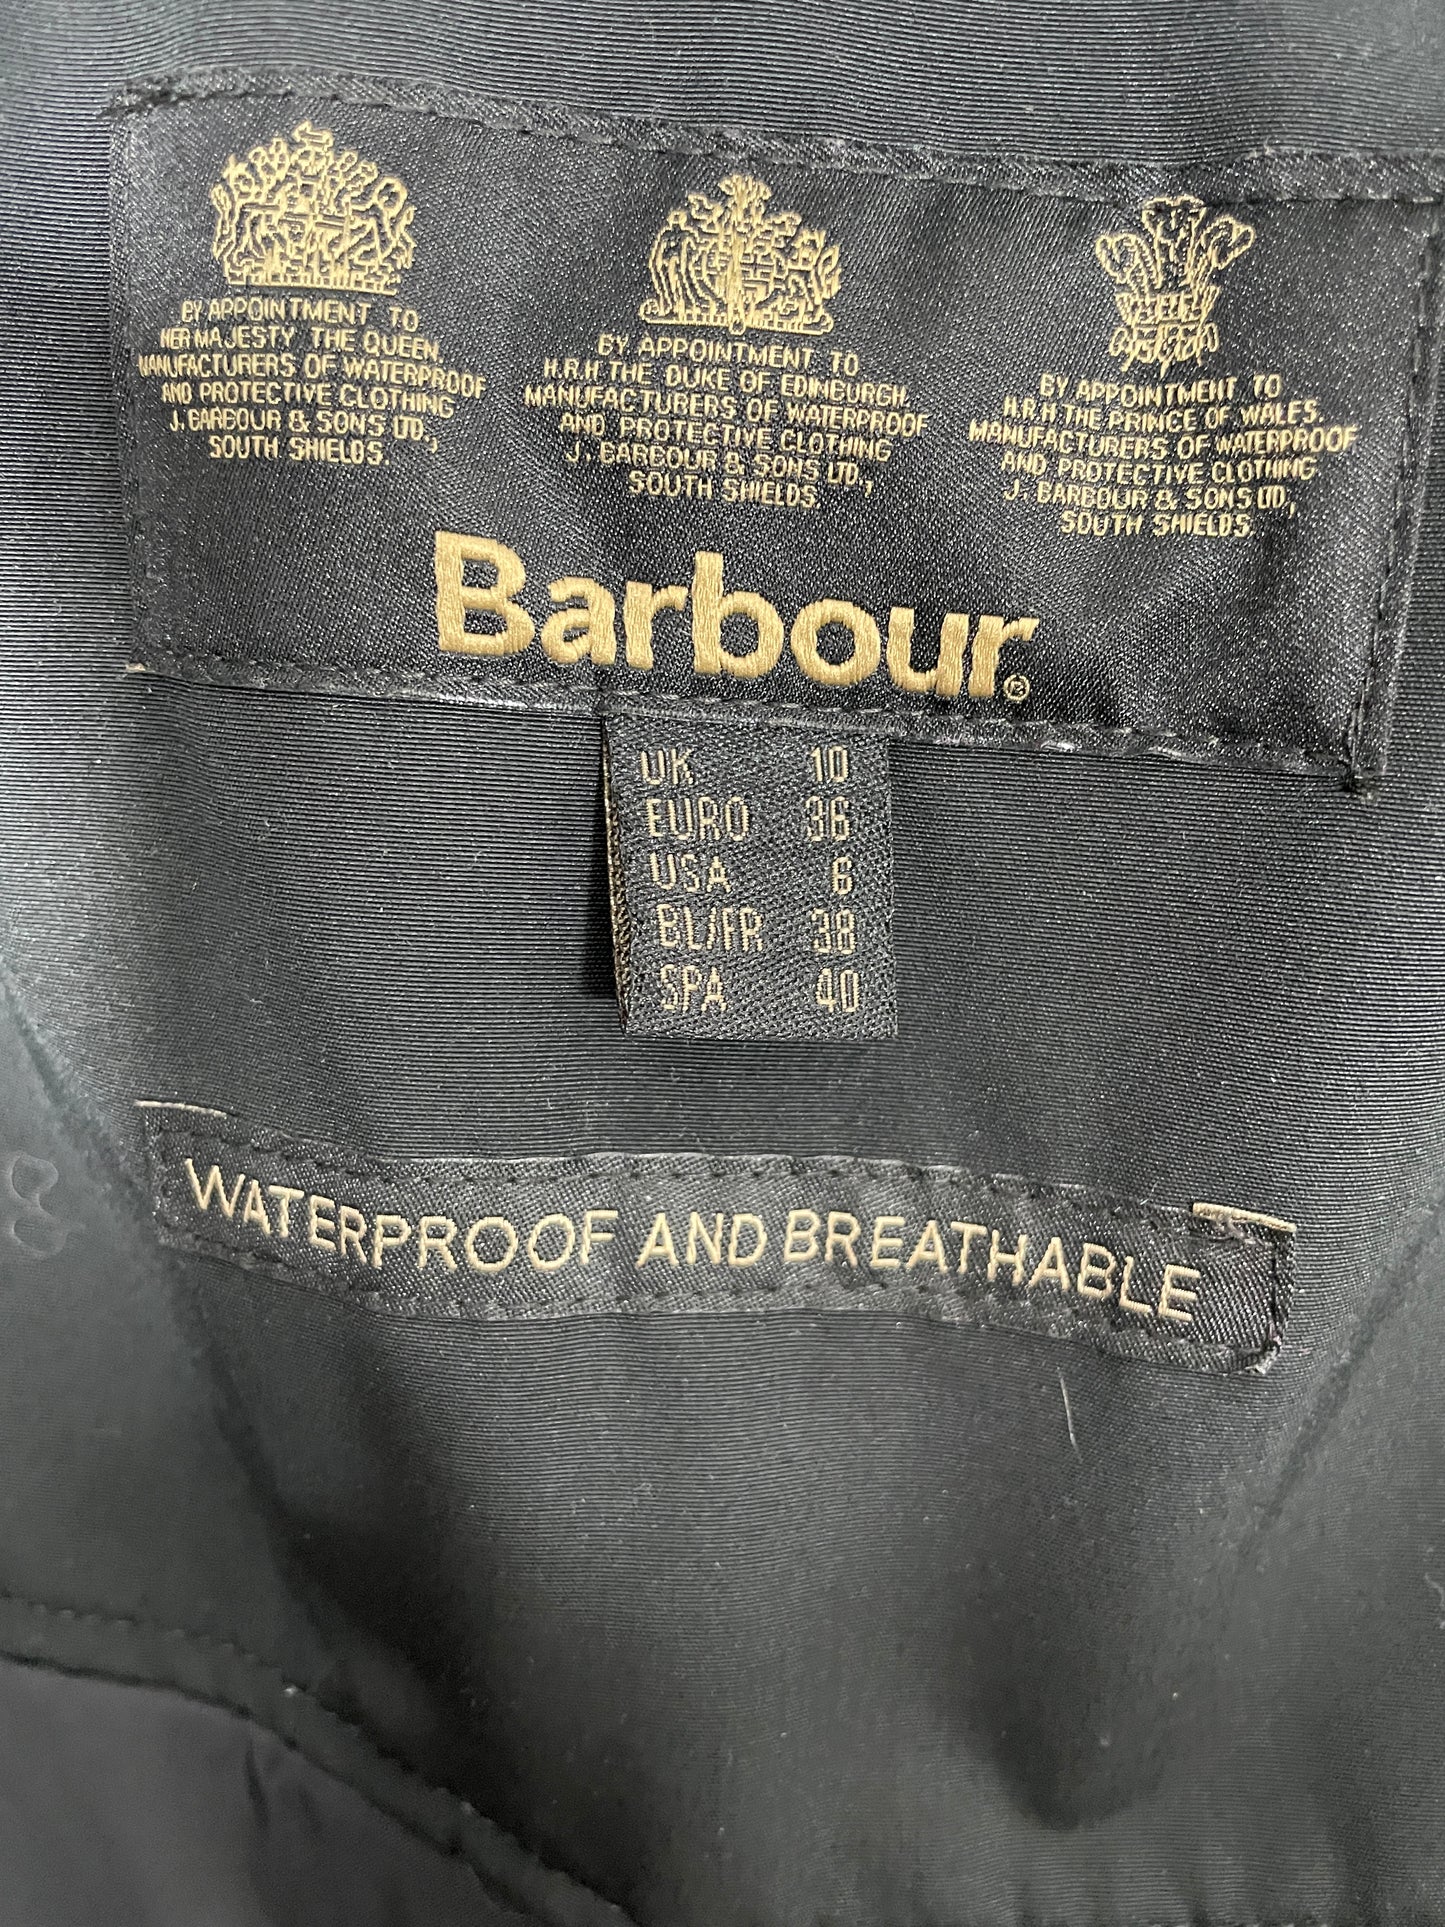 BY APPOINTMENT TO
HER MAJESTY THE QUEEN.
MANUFACTURERS OF WATERPROOF
AND PROTECTIVE CLOTHING
J. BARBOUR & SONS LTD.,
SOUTH SHIELDS.
BY APPOINTMENT TO
H.R.H THE DUKE OF EDINBURGH.
MANUFACTURERS OF WATERPROOF
AND PROTECTIVE CLOTHING
J. BARBOUR & SONS LTD.,
SOUTH SHIELDS.
BY APPOINTMENT TO
H.R.H THE PRINCE OF WALES.
MANUFACTURERS OF WATERPROOF
AND PROTECTIVE CLOTHING
J. BARBOUR & SONS LTD.,
SOUTH SHIELDS.
Barbour®
UK 10
EURO 36
USA 6
BL/FR 38
SPA 40
WATERPROOF AND BREATHABLE